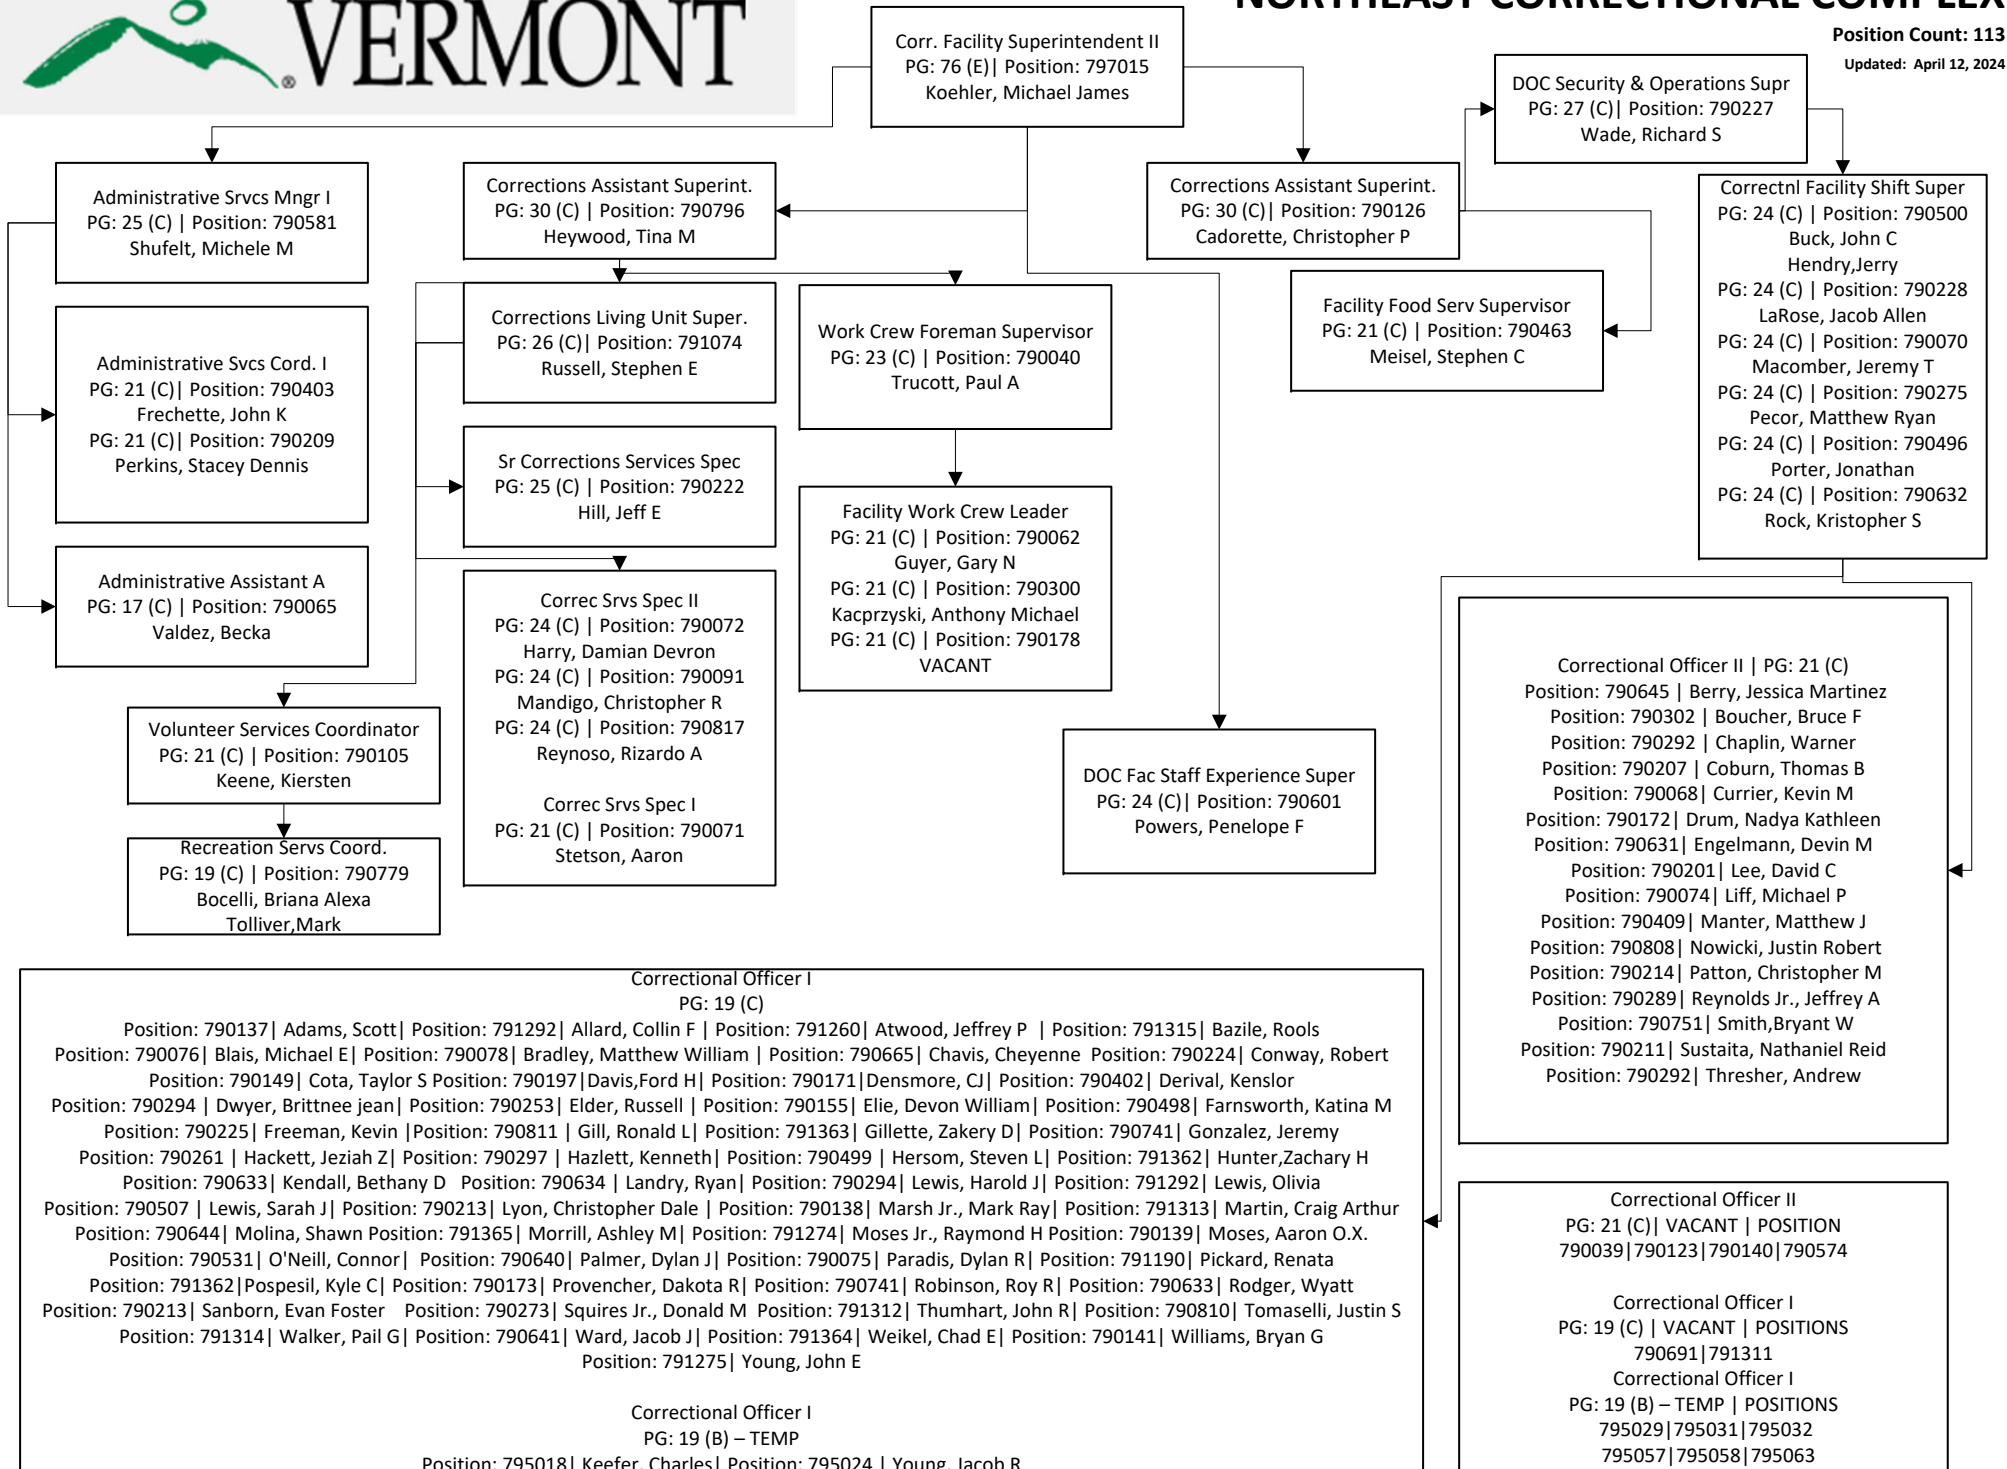 VERMONT
®
NORTHEAST CORRECTIONAL COMPLEX
Position Count: 113
Updated: April 12, 2024
Corr. Facility Superintendent II
PG: 76 (E)| Position: 797015
Koehler, Michael James
DOC Security & Operations Supr
PG: 27 (C)| Position: 790227
Wade, Richard S
Administrative Srvcs Mngr I
PG: 25 (C) | Position: 790581
Shufelt, Michele M
Corrections Assistant Superint.
PG: 30 (C) | Position: 790796
Heywood, Tina M
Corrections Assistant Superint.
PG: 30 (C)| Position: 790126
Cadorette, Christopher P
Correctnl Facility Shift Super
PG: 24 (C) | Position: 790500
Buck, John C
Hendry,Jerry
PG: 24 (C) | Position: 790228
LaRose, Jacob Allen
PG: 24 (C) | Position: 790070
Macomber, Jeremy T
PG: 24 (C) | Position: 790275
Pecor, Matthew Ryan
PG: 24 (C) | Position: 790496
Porter, Jonathan
PG: 24 (C) | Position: 790632
Rock, Kristopher S
Administrative Svcs Cord. I
PG: 21 (C)| Position: 790403
Frechette, John K
PG: 21 (C)| Position: 790209
Perkins, Stacey Dennis
Corrections Living Unit Super.
PG: 26 (C)| Position: 791074
Russell, Stephen E
Work Crew Foreman Supervisor
PG: 23 (C) | Position: 790040
Trucott, Paul A
Facility Food Serv Supervisor
PG: 21 (C) | Position: 790463
Meisel, Stephen C
Sr Corrections Services Spec
PG: 25 (C) | Position: 790222
Hill, Jeff E
Facility Work Crew Leader
PG: 21 (C) | Position: 790062
Guyer, Gary N
PG: 21 (C) | Position: 790300
Kacprzyski, Anthony Michael
PG: 21 (C) | Position: 790178
VACANT
Administrative Assistant A
PG: 17 (C) | Position: 790065
Valdez, Becka
Correc Srvs Spec II
PG: 24 (C) | Position: 790072
Harry, Damian Devron
PG: 24 (C) | Position: 790091
Mandigo, Christopher R
PG: 24 (C) | Position: 790817
Reynoso, Rizardo A
Correc Srvs Spec I
PG: 21 (C) | Position: 790071
Stetson, Aaron
Volunteer Services Coordinator
PG: 21 (C) | Position: 790105
Keene, Kiersten
Recreation Servs Coord.
PG: 19 (C) | Position: 790779
Bocelli, Briana Alexa
Tolliver,Mark
DOC Fac Staff Experience Super
PG: 24 (C)| Position: 790601
Powers, Penelope F
Correctional Officer II | PG: 21 (C)
Position: 790645 | Berry, Jessica Martinez
Position: 790302 | Boucher, Bruce F
Position: 790292 | Chaplin, Warner
Position: 790207 | Coburn, Thomas B
Position: 790068| Currier, Kevin M
Position: 790172| Drum, Nadya Kathleen
Position: 790631| Engelmann, Devin M
Position: 790201| Lee, David C
Position: 790074| Liff, Michael P
Position: 790409| Manter, Matthew J
Position: 790808| Nowicki, Justin Robert
Position: 790214| Patton, Christopher M
Position: 790289| Reynolds Jr., Jeffrey A
Position: 790751| Smith,Bryant W
Position: 790211| Sustaita, Nathaniel Reid
Position: 790292| Thresher, Andrew
Correctional Officer I
PG: 19 (C)
Position: 790137| Adams, Scott| Position: 791292| Allard, Collin F | Position: 791260| Atwood, Jeffrey P | Position: 791315| Bazile, Rools
Position: 790076| Blais, Michael E| Position: 790078| Bradley, Matthew William | Position: 790665| Chavis, Cheyenne Position: 790224| Conway, Robert
Position: 790149| Cota, Taylor S Position: 790197|Davis,Ford H| Position: 790171|Densmore, CJ| Position: 790402| Derival, Kenslor
Position: 790294 | Dwyer, Brittnee jean| Position: 790253| Elder, Russell | Position: 790155| Elie, Devon William| Position: 790498| Farnsworth, Katina M
Position: 790225| Freeman, Kevin |Position: 790811 | Gill, Ronald L| Position: 791363| Gillette, Zakery D| Position: 790741| Gonzalez, Jeremy
Position: 790261 | Hackett, Jeziah Z| Position: 790297 | Hazlett, Kenneth| Position: 790499 | Hersom, Steven L| Position: 791362| Hunter,Zachary H
Position: 790633| Kendall, Bethany D Position: 790634 | Landry, Ryan| Position: 790294| Lewis, Harold J| Position: 791292| Lewis, Olivia
Position: 790507 | Lewis, Sarah J| Position: 790213| Lyon, Christopher Dale | Position: 790138| Marsh Jr., Mark Ray| Position: 791313| Martin, Craig Arthur
Position: 790644| Molina, Shawn Position: 791365| Morrill, Ashley M| Position: 791274| Moses Jr., Raymond H Position: 790139| Moses, Aaron O.X.
Position: 790531| O'Neill, Connor| Position: 790640| Palmer, Dylan J| Position: 790075| Paradis, Dylan R| Position: 791190| Pickard, Renata
Position: 791362|Pospesil, Kyle C| Position: 790173| Provencher, Dakota R| Position: 790741| Robinson, Roy R| Position: 790633| Rodger, Wyatt
Position: 790213| Sanborn, Evan Foster Position: 790273| Squires Jr., Donald M Position: 791312| Thumhart, John R| Position: 790810| Tomaselli, Justin S
Position: 791314| Walker, Pail G| Position: 790641| Ward, Jacob J| Position: 791364| Weikel, Chad E| Position: 790141| Williams, Bryan G
Position: 791275| Young, John E
Correctional Officer I
PG: 19 (B) – TEMP
Position: 795018| Keefer, Charles| Position: 795024 | Young, Jacob R
Correctional Officer II
PG: 21 (C)| VACANT | POSITION
790039|790123|790140|790574
Correctional Officer I
PG: 19 (C) | VACANT | POSITIONS
790691|791311
Correctional Officer I
PG: 19 (B) – TEMP | POSITIONS
795029|795031|795032
795057|795058|795063